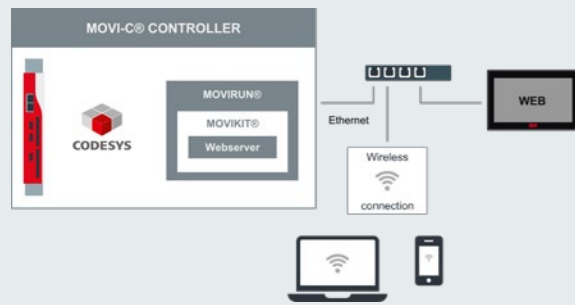 MOVI-C® CONTROLLER
CODESYS
MOVIRUN®
MOVIKIT®
Webserver
Ethernet
WEB
Wireless
connection